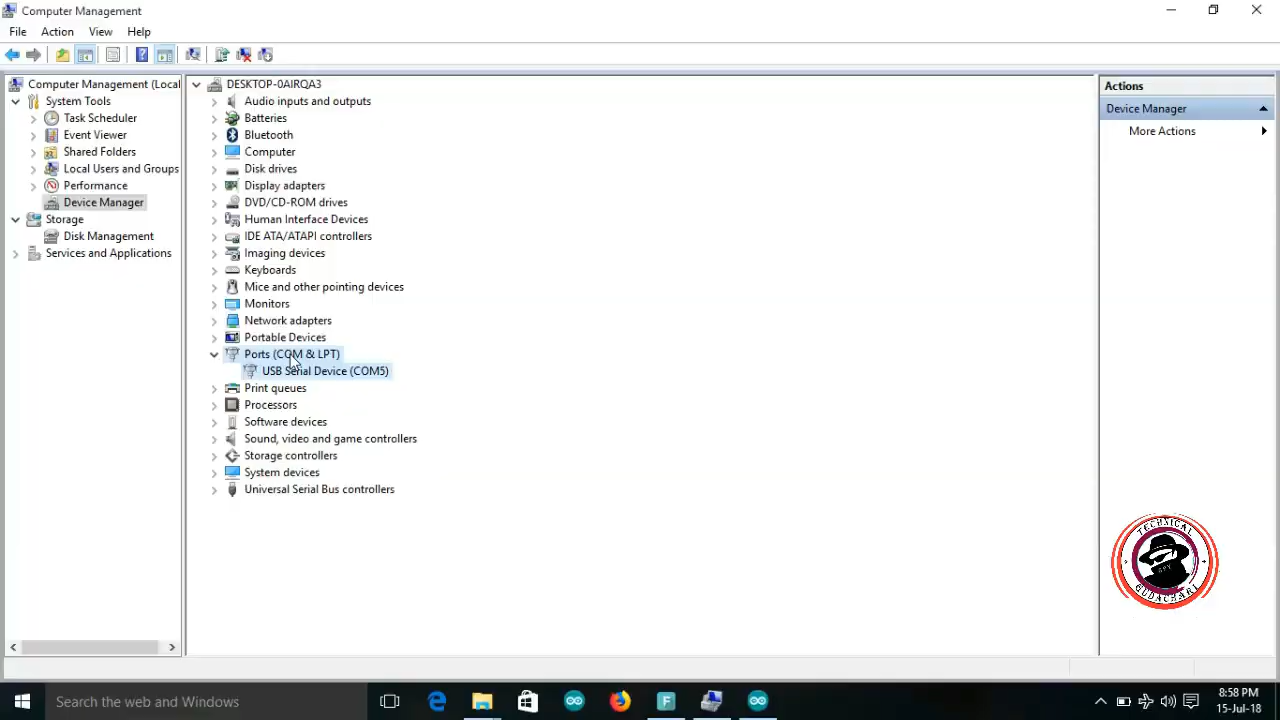 Computer Management
File Action View Help
Computer Management (Local
System Tools
Task Scheduler
Event Viewer
Shared Folders
Local Users and Groups
Performance
Device Manager
Storage
Disk Management
Services and Applications
DESKTOP-0AIRQA3
Audio inputs and outputs
Batteries
Bluetooth
Computer
Disk drives
Display adapters
DVD/CD-ROM drives
Human Interface Devices
IDE ATA/ATAPI controllers
Imaging devices
Keyboards
Mice and other pointing devices
Monitors
Network adapters
Portable Devices
Ports (COM & LPT)
USB Serial Device (COM5)
Print queues
Processors
Software devices
Sound, video and game controllers
Storage controllers
System devices
Universal Serial Bus controllers
Actions
Device Manager
More Actions
TECHNICAL
SPY
GUDACHARI
Search the web and Windows
8:58 PM
15-Jul-18